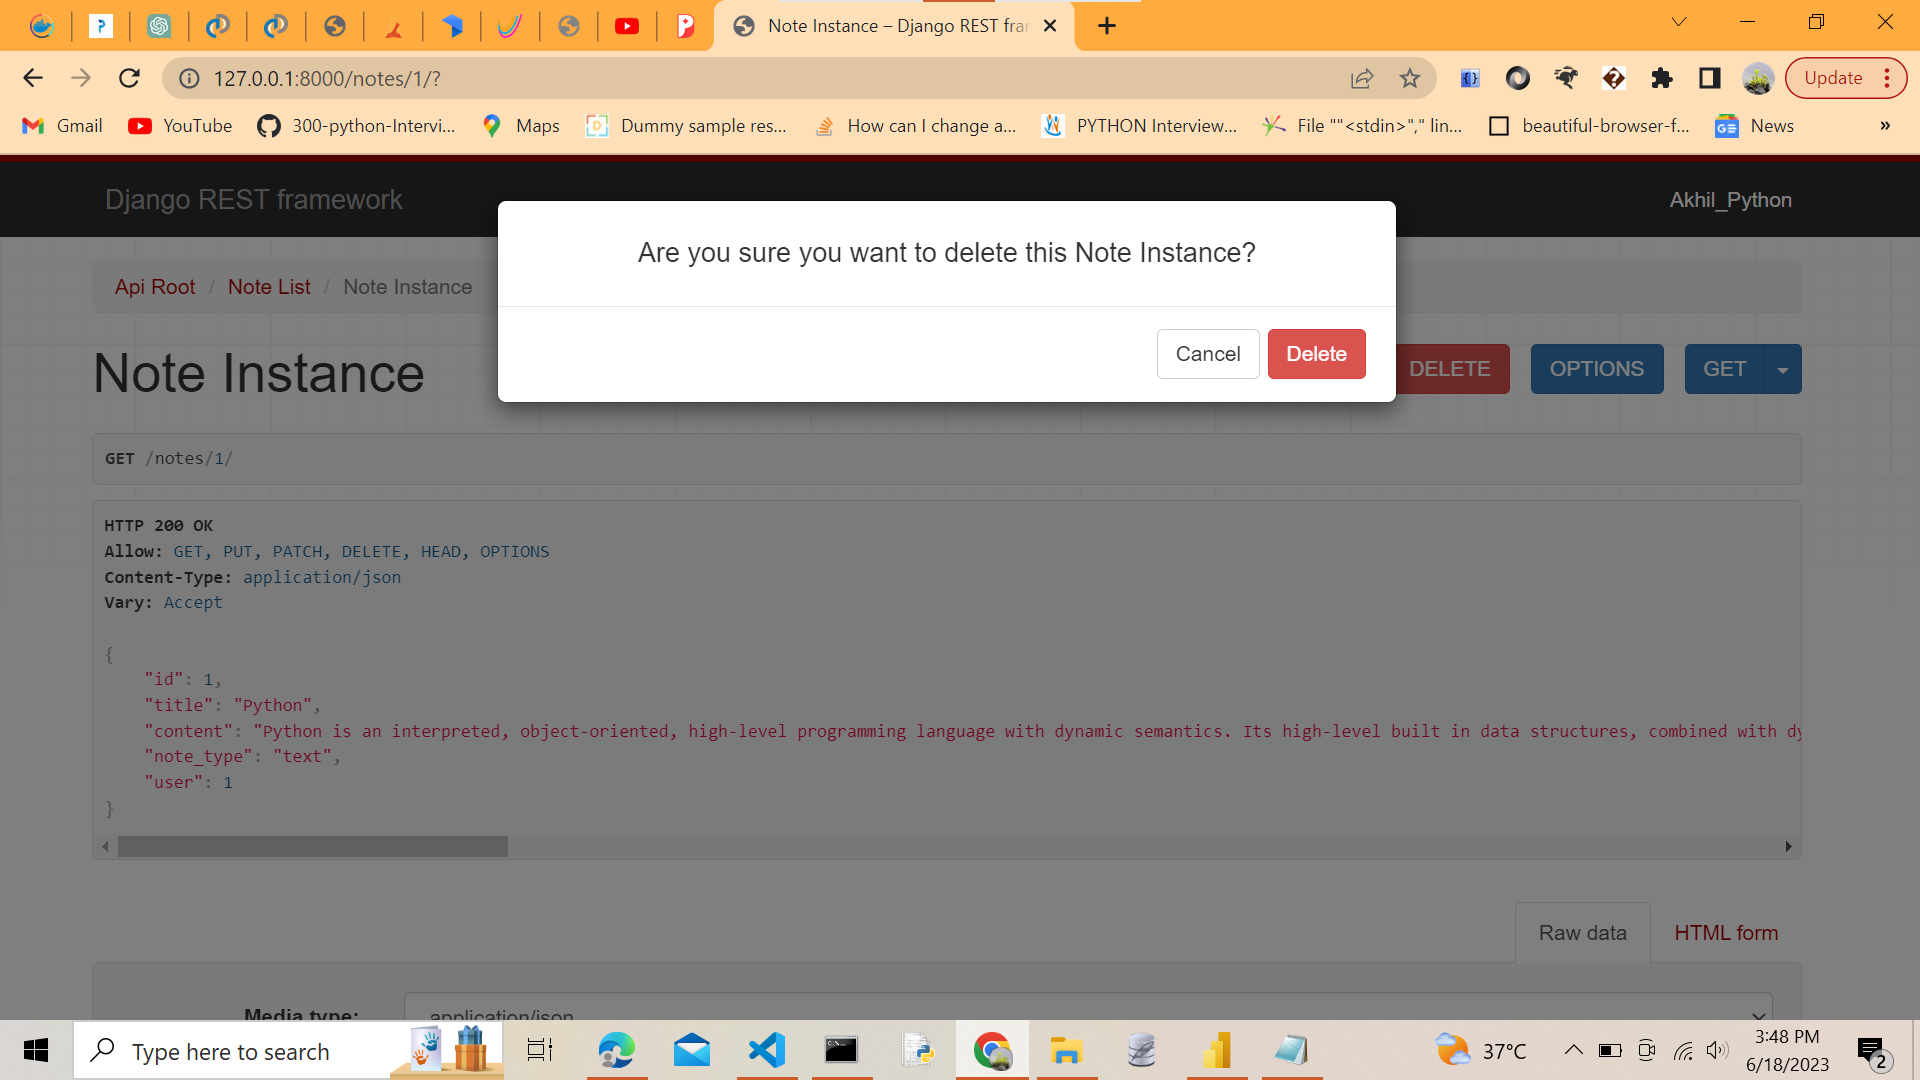 Note Instance – Django REST fra
127.0.0.1:8000/notes/1/?
Update
Gmail
YouTube
300-python-Intervi...
Maps
Dummy sample res...
How can I change a...
PYTHON Interview...
File ""<stdin>"," lin...
beautiful-browser-f...
News
»
Django REST framework
Akhil_Python
Are you sure you want to delete this Note Instance?
Cancel
Delete
Api Root / Note List / Note Instance
Note Instance
DELETE
OPTIONS
GET
GET /notes/1/
HTTP 200 OK
Allow: GET, PUT, PATCH, DELETE, HEAD, OPTIONS
Content-Type: application/json
Vary: Accept
{
"id": 1,
"title": "Python",
"content": "Python is an interpreted, object-oriented, high-level programming language with dynamic semantics. Its high-level built in data structures, combined with dy
"note_type": "text",
"user": 1
}
Raw data
HTML form
Media type:
application/json
Type here to search
37°C
3:48 PM
6/18/2023
2